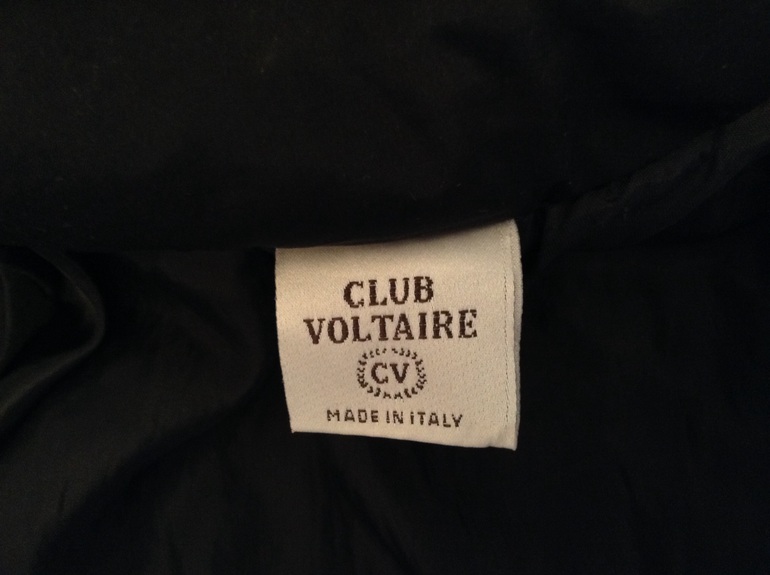 CLUB
VOLTAIRE
CV
MADE IN iTALY